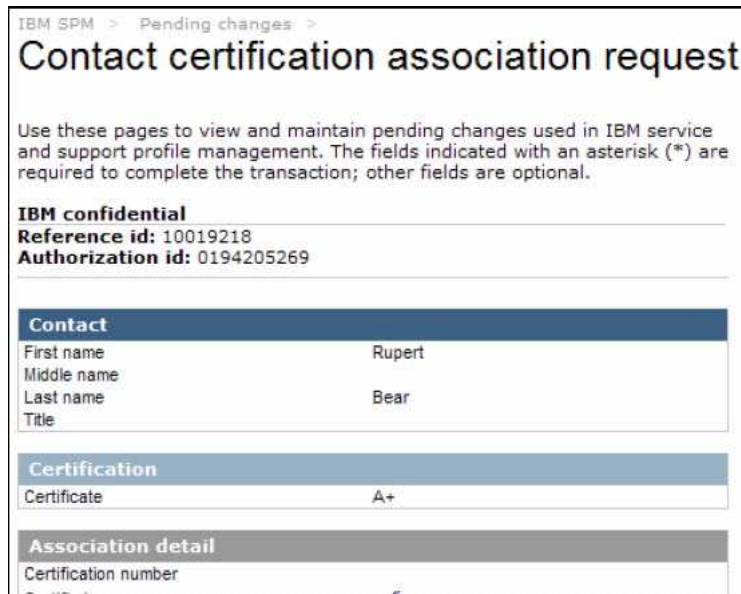 IBM SPM > Pending changes >
Contact certification association request
Use these pages to view and maintain pending changes used in IBM service
and support profile management. The fields indicated with an asterisk (*) are
required to complete the transaction; other fields are optional.
IBM confidential
Reference id: 10019218
Authorization id: 0194205269
Contact
First name Rupert
Middle name
Last name Bear
Title
Certification
Certificate A+
Association detail
Certification number